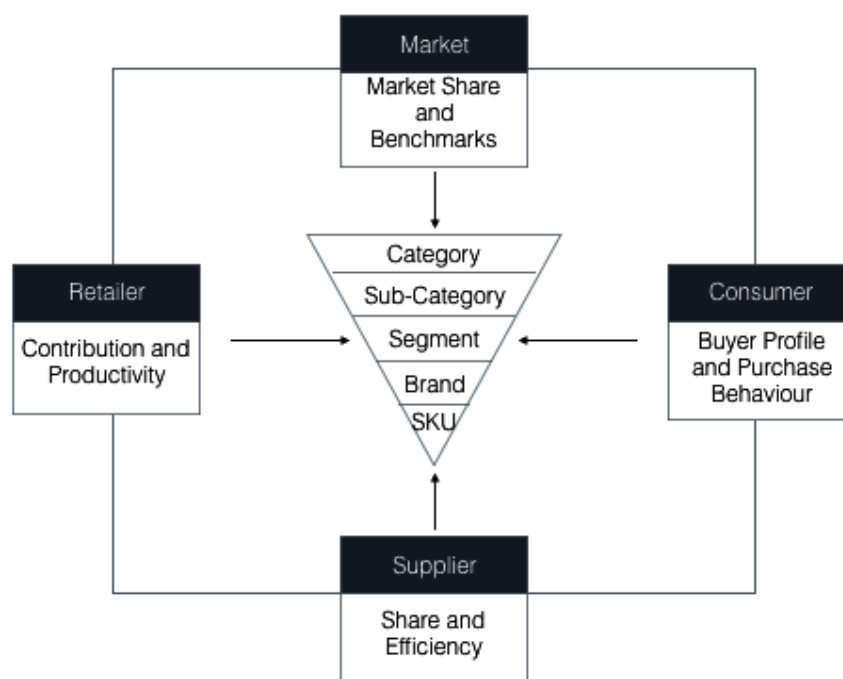 Market
Market Share
and
Benchmarks
Category
Sub-Category
Segment
Brand
SKU
Retailer
Contribution and
Productivity
Consumer
Buyer Profile
and Purchase
Behaviour
Supplier
Share and
Efficiency